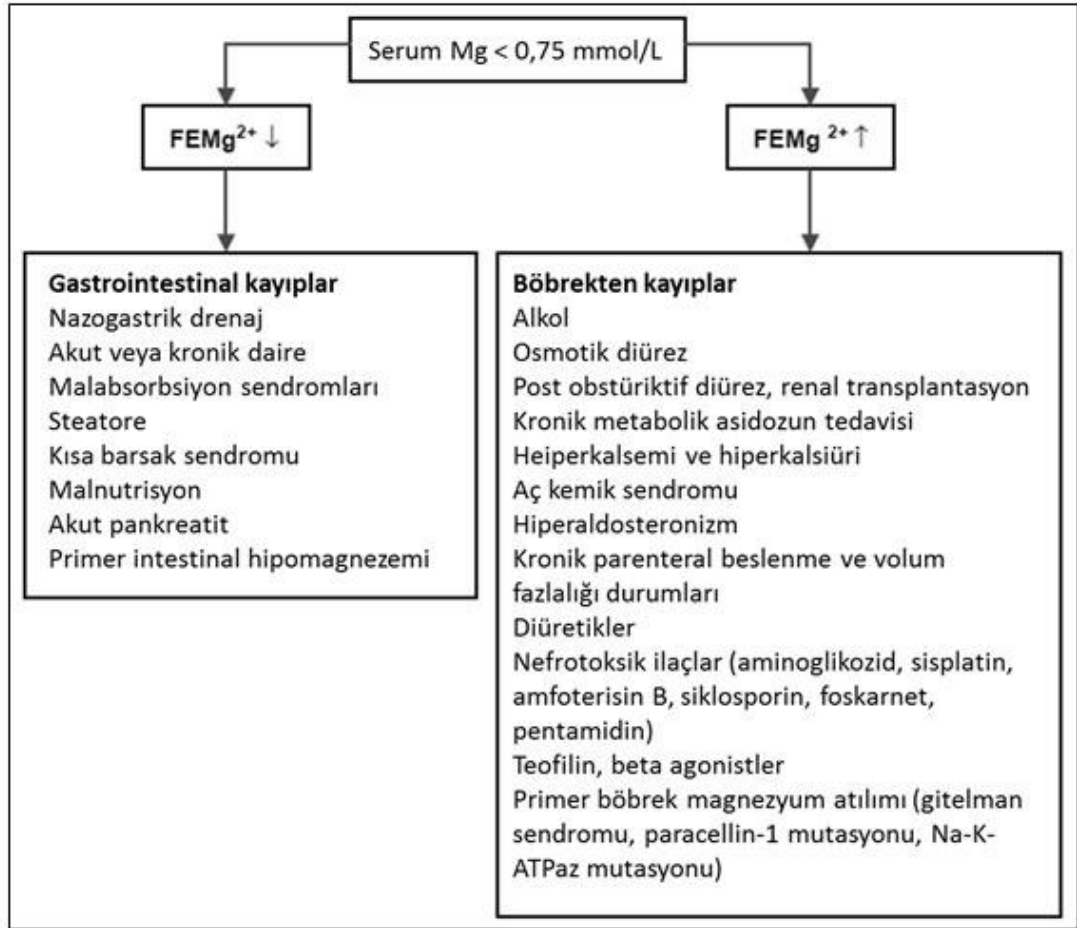 Serum Mg < 0,75 mmol/L
FEMg²⁺ ↓
FEMg ²⁺ ↑
Gastrointestinal kayıplar
Nazogastrik drenaj
Akut veya kronik daire
Malabsorbsiyon sendromları
Steatore
Kısa barsak sendromu
Malnutrisyon
Akut pankreatit
Primer intestinal hipomagnezemi
Böbrekten kayıplar
Alkol
Osmotik diürez
Post obstüriktif diürez, renal transplantasyon
Kronik metabolik asidozun tedavisi
Heiperkalsemi ve hiperkalsiüri
Aç kemik sendromu
Hiperaldosteronizm
Kronik parenteral beslenme ve volum
fazlalığı durumları
Diüretikler
Nefrotoksik ilaçlar (aminoglikozid, sisplatin,
amfoterisin B, siklosporin, foskarnet,
pentamidin)
Teofilin, beta agonistler
Primer böbrek magnezyum atılımı (gitelman
sendromu, paracellin-1 mutasyonu, Na-K-
ATPaz mutasyonu)